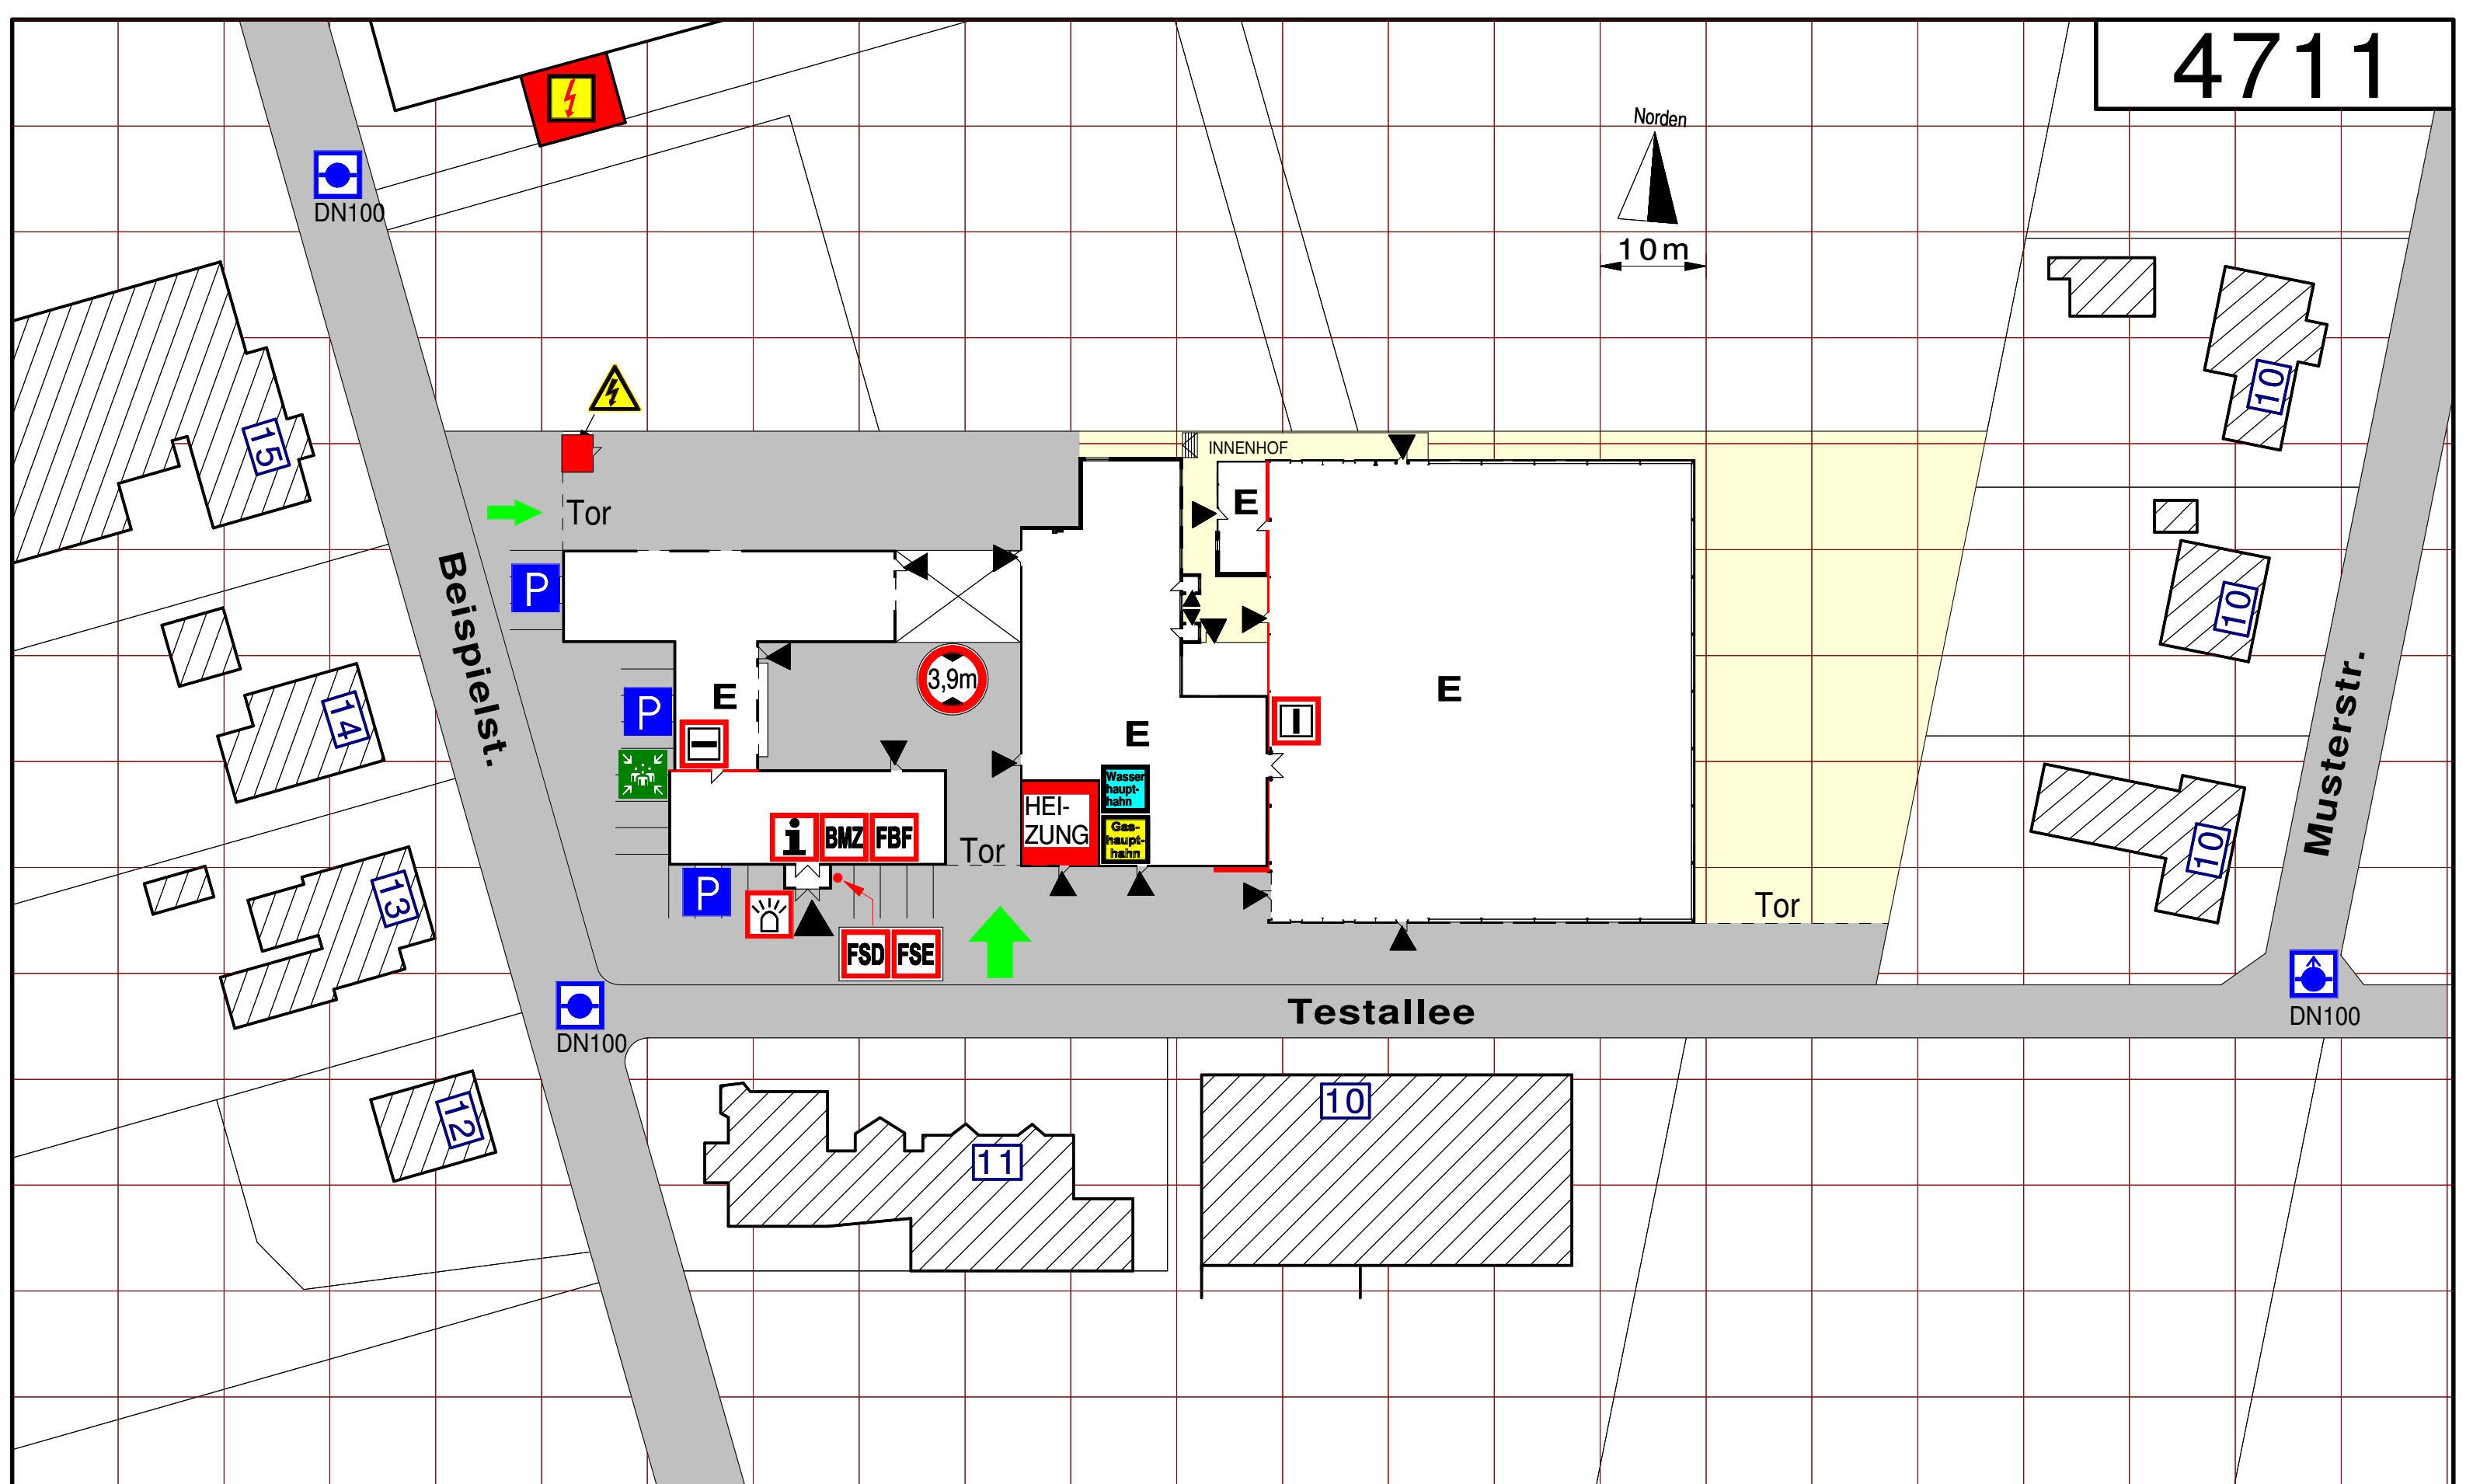 4711
Norden
10m
DN100
INNENHOF
15
10
Tor
E
P
10
Beispielst.
3,9m
P
E
E
E
14
Musterstr.
Wasser
haupt-
hahn
HEI-
ZUNG
Gas-
haupt-
hahn
i
BMZ
FBF
Tor
10
13
P
Tor
FSD
FSE
DN100
Testallee
DN100
12
10
11